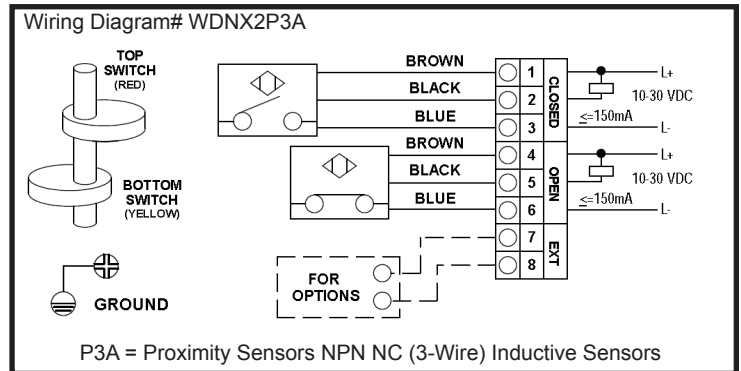 Wiring Diagram# WDNX2P3A
TOP
SWITCH
(RED)
BOTTOM
SWITCH
(YELLOW)
GROUND
BROWN
BLACK
BLUE
BROWN
BLACK
BLUE
FOR
OPTIONS
1
2
3
4
5
6
7
8
CLOSED
OPEN
EXT
L+
10-30 VDC
<=150mA
L-
L+
10-30 VDC
<=150mA
L-
P3A = Proximity Sensors NPN NC (3-Wire) Inductive Sensors